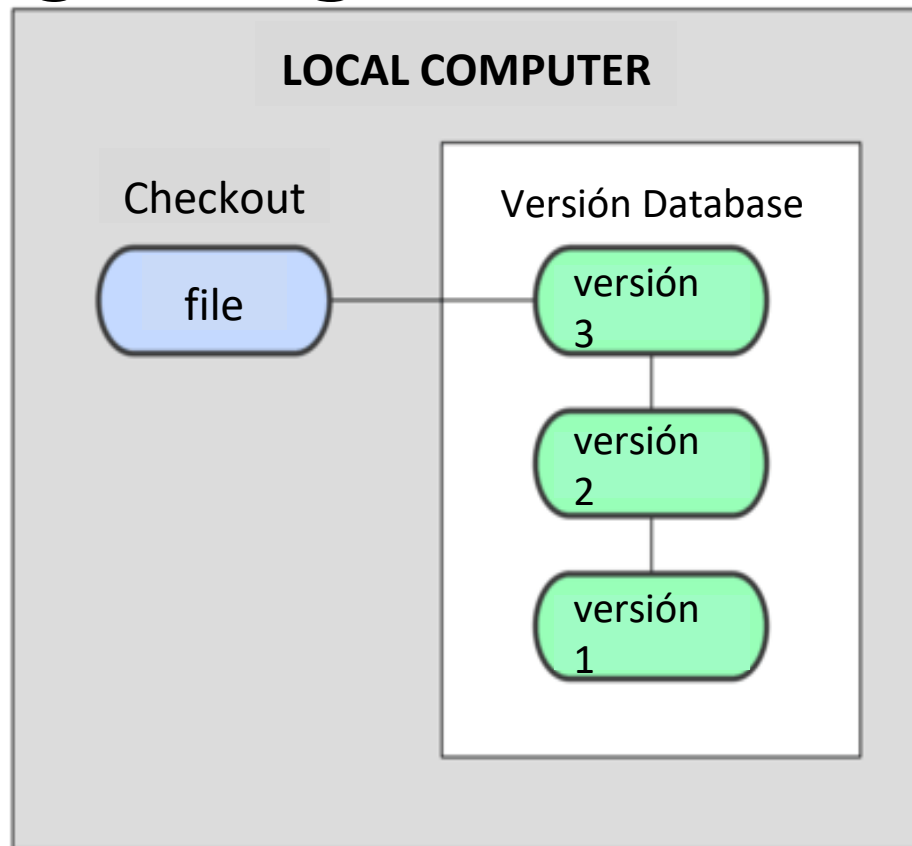 LOCAL COMPUTER
Checkout
Versión Database
file
versión
3
versión
2
versión
1